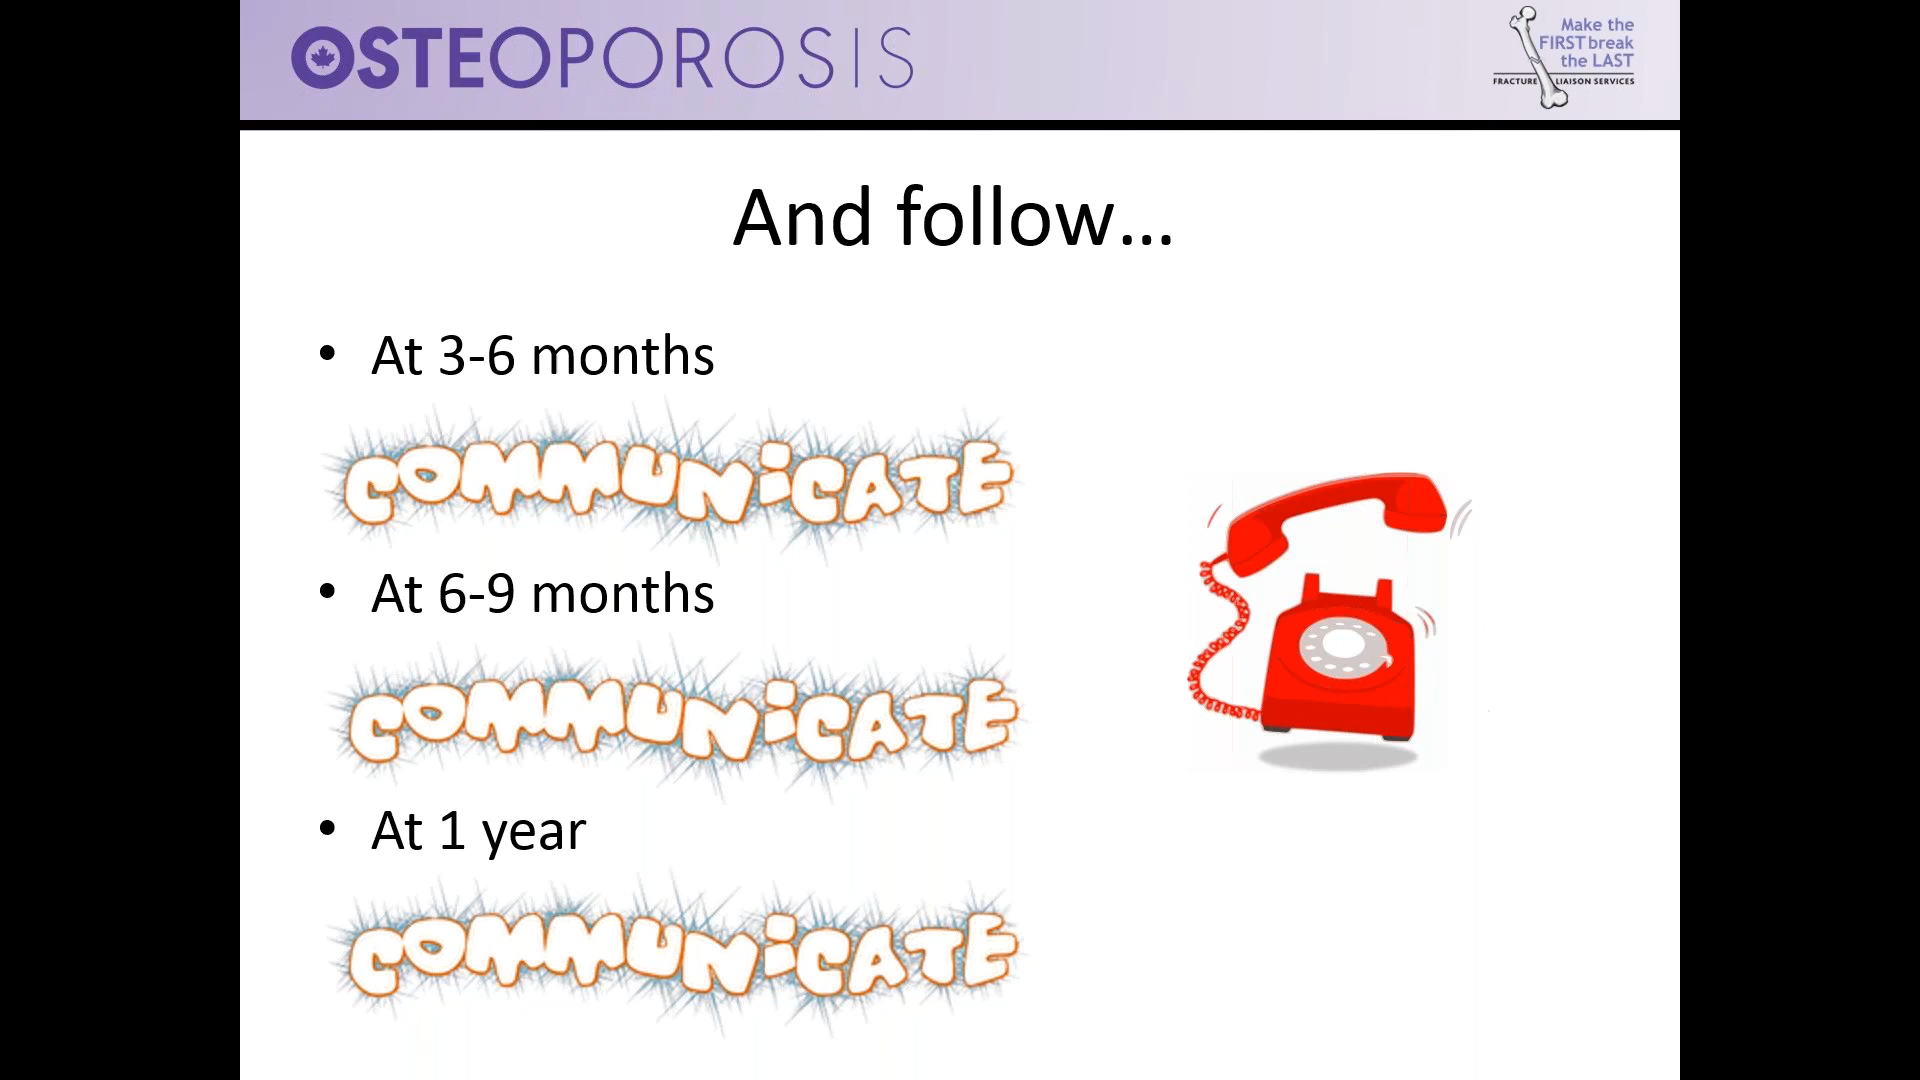 OSTEOPOROSIS
Make the
FIRST break
the LAST
FRACTURE LIAISON SERVICES
And follow...
• At 3-6 months
COMMUNiCATE
• At 6-9 months
COMMUNiCATE
• At 1 year
COMMUNiCATE